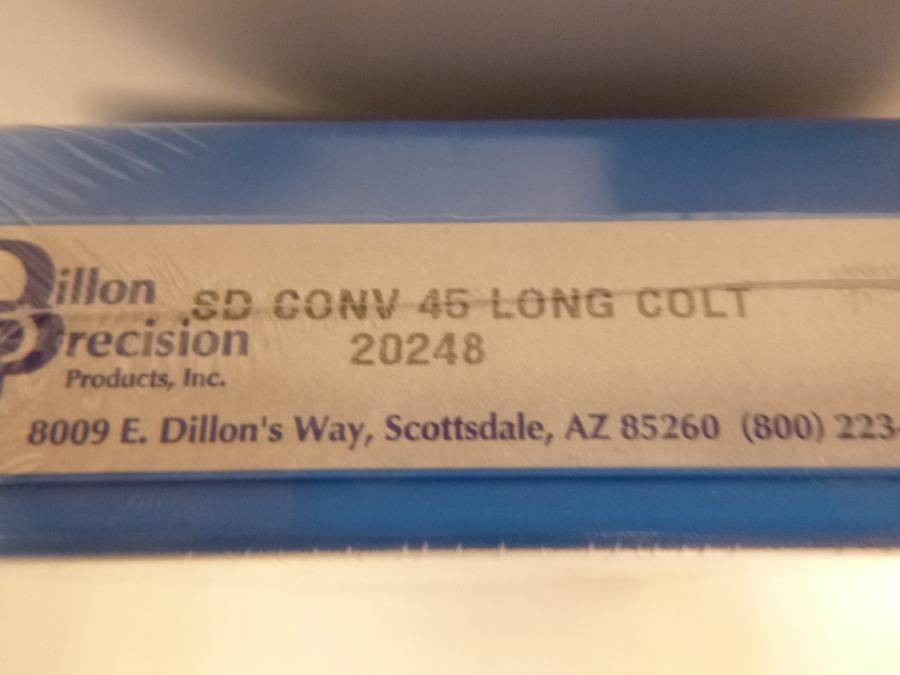 Dillon
Precision
Products, Inc.
SD CONV 45 LONG COLT
20248
8009 E. Dillon's Way, Scottsdale, AZ 85260 (800) 223-